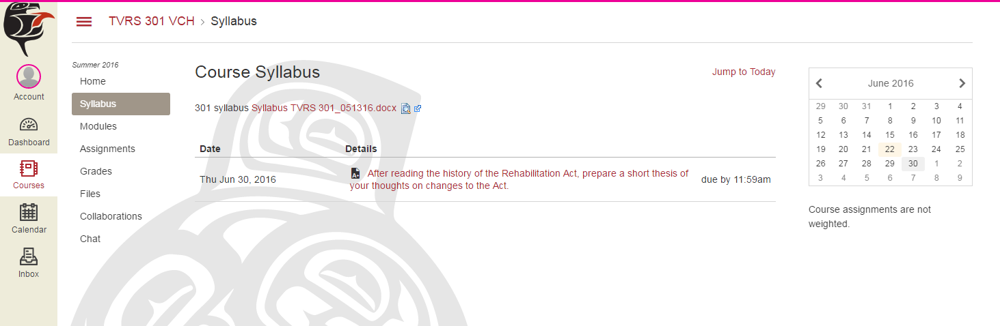 TVRS 301 VCH > Syllabus
Account
Dashboard
Courses
Calendar
Inbox
Summer 2016
Home
Syllabus
Modules
Assignments
Grades
Files
Collaborations
Chat
Course Syllabus
Jump to Today
301 syllabus Syllabus TVRS 301_051316.docx
Date Details
Thu Jun 30, 2016
A+ After reading the history of the Rehabilitation Act, prepare a short thesis of
your thoughts on changes to the Act.
due by 11:59am
June 2016
29 30 31 1 2 3 4
5 6 7 8 9 10 11
12 13 14 15 16 17 18
19 20 21 22 23 24 25
26 27 28 29 30 1 2
3 4 5 6 7 8 9
Course assignments are not
weighted.